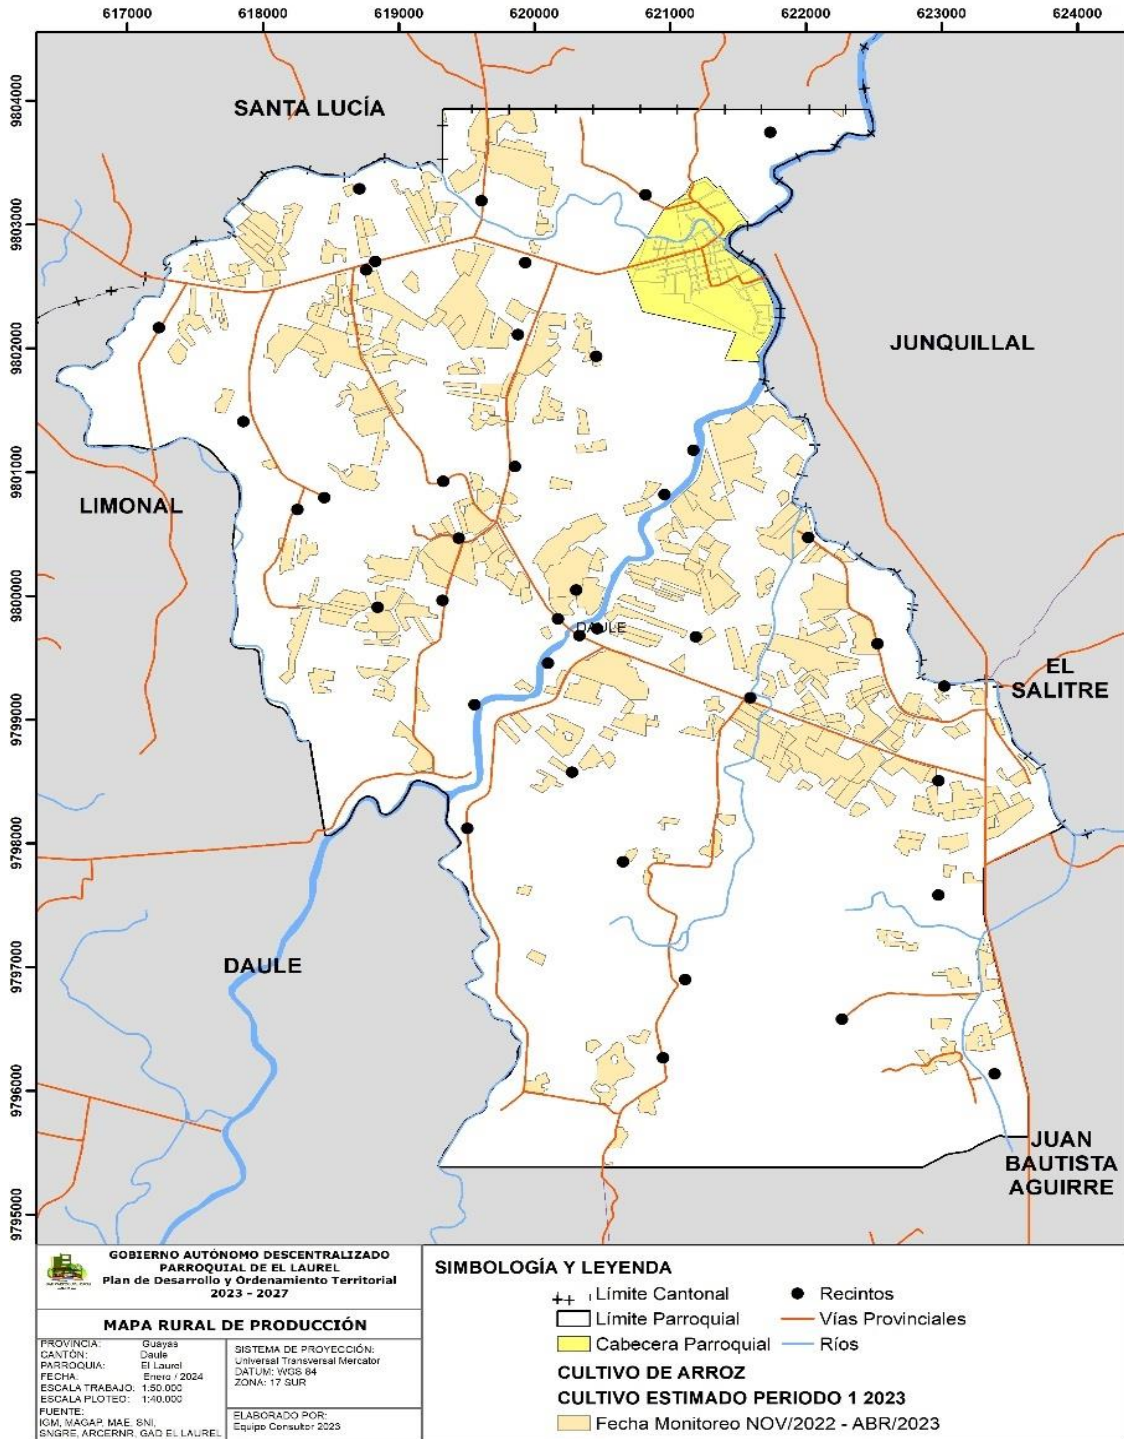 617000 618000 619000 620000 621000 622000 623000 624000
9804000
9803000
9802000
9801000
9800000
9799000
9798000
9797000
9796000
9795000
SANTA LUCÍA
JUNQUILLAL
LIMONAL
DAULE
EL
SALITRE
DAULE
JUAN
BAUTISTA
AGUIRRE
GOBIERNO AUTÓNOMO DESCENTRALIZADO
PARROQUIAL DE EL LAUREL
Plan de Desarrollo y Ordenamiento Territorial
2023 - 2027
MAPA RURAL DE PRODUCCIÓN
PROVINCIA: Guayas
CANTÓN: Daule
PARROQUIA: El Laurel
FECHA: Enero / 2024
ESCALA TRABAJO: 1:50.000
ESCALA PLOTEO: 1:40.000
FUENTE:
IGM, MAGAP, MAE, SNI,
SNGRE, ARCERNR, GAD EL LAUREL
SISTEMA DE PROYECCIÓN:
Universal Transversal Mercator
DATUM: WGS 84
ZONA: 17 SUR
ELABORADO POR:
Equipo Consultor 2023
SIMBOLOGÍA Y LEYENDA
Límite Cantonal
Límite Parroquial
Cabecera Parroquial
Recintos
Vías Provinciales
Ríos
CULTIVO DE ARROZ
CULTIVO ESTIMADO PERIODO 1 2023
Fecha Monitoreo NOV/2022 - ABR/2023